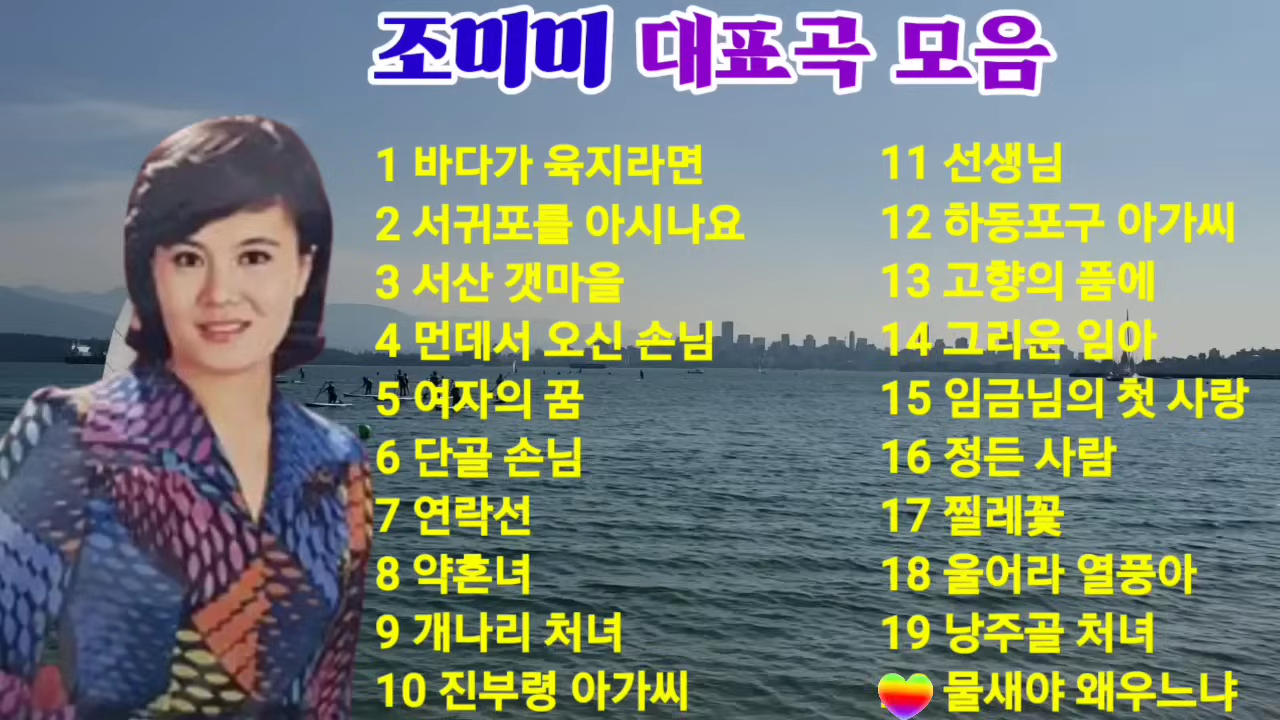 조미미 대표곡 모음
1 바다가 육지라면
2 서귀포를 아시나요
3 서산 갯마을
4 먼데서 오신 손님
5 여자의 꿈
6 단골 손님
7 연락선
8 약혼녀
9 개나리 처녀
10 진부령 아가씨
11 선생님
12 하동포구 아가씨
13 고향의 품에
14 그리운 임아
15 임금님의 첫 사랑
16 정든 사람
17 찔레꽃
18 울어라 열풍아
19 낭주골 처녀
물새야 왜우느냐